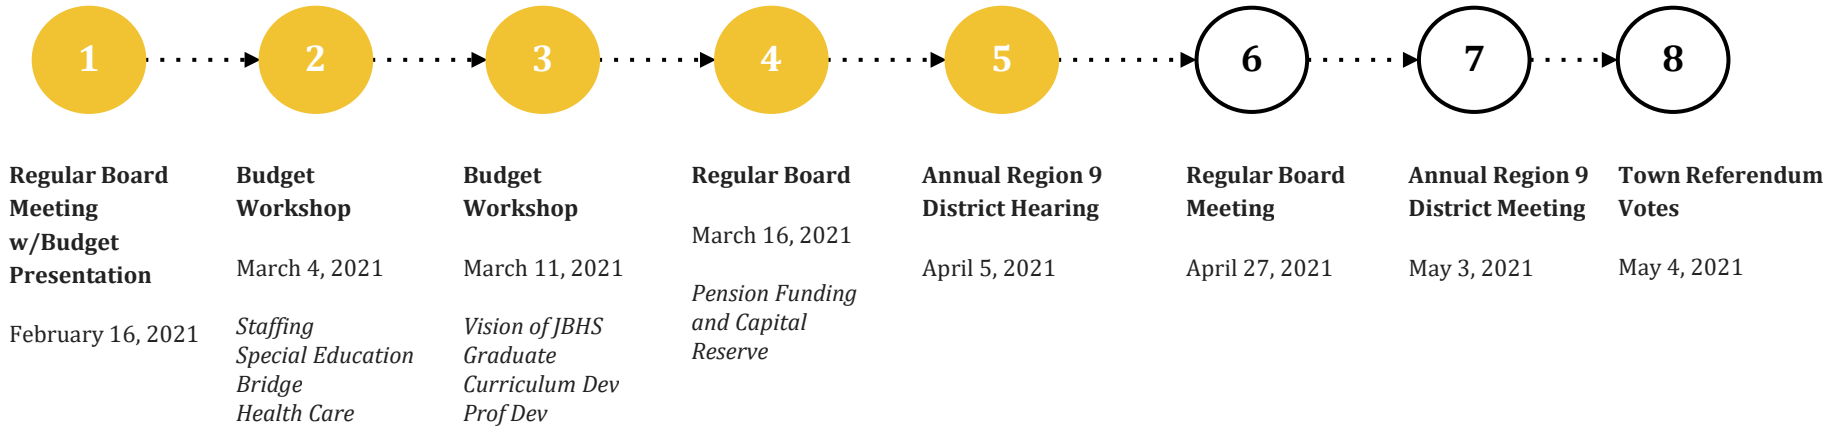 1
2
3
4
5
6
7
8
Regular Board
Meeting
w/Budget
Presentation
February 16, 2021
Budget
Workshop
March 4, 2021
Staffing
Special Education
Bridge
Health Care
Budget
Workshop
March 11, 2021
Vision of JBHS
Graduate
Curriculum Dev
Prof Dev
Regular Board
March 16, 2021
Pension Funding
and Capital
Reserve
Annual Region 9
District Hearing
April 5, 2021
Regular Board
Meeting
April 27, 2021
Annual Region 9
District Meeting
May 3, 2021
Town Referendum
Votes
May 4, 2021